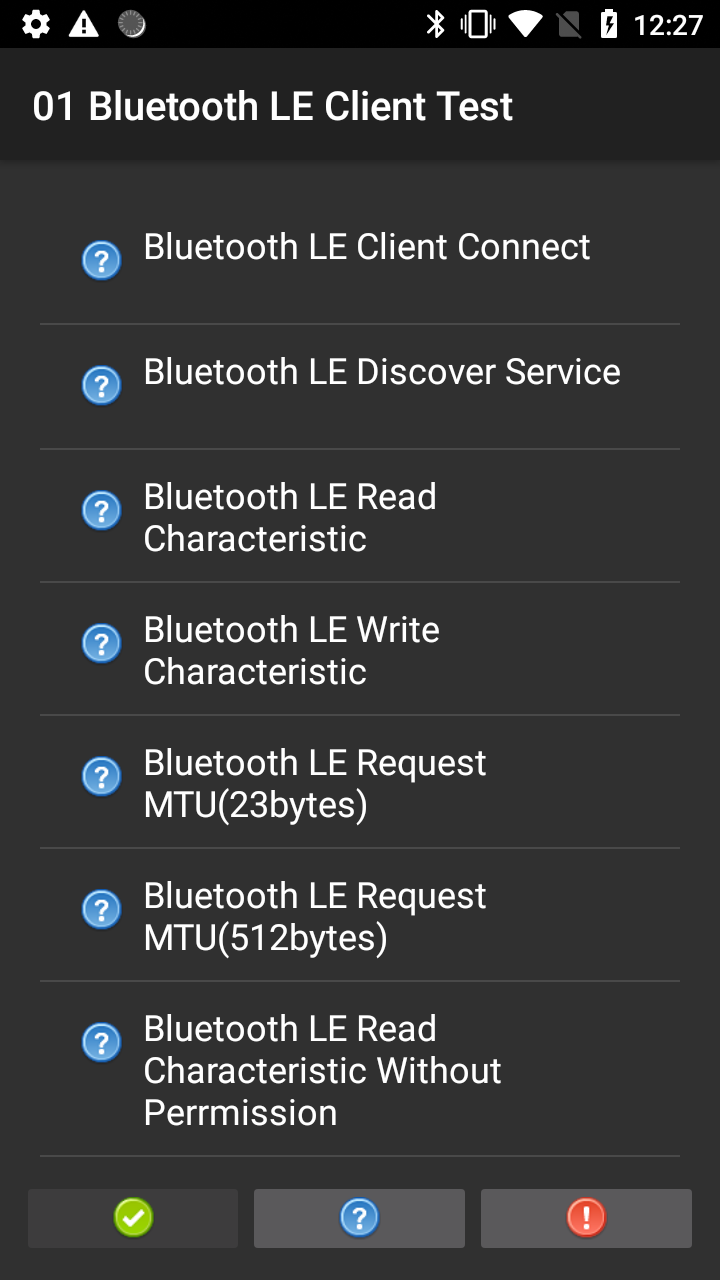 12:27
01 Bluetooth LE Client Test
Bluetooth LE Client Connect
Bluetooth LE Discover Service
Bluetooth LE Read
Characteristic
Bluetooth LE Write
Characteristic
Bluetooth LE Request
MTU(23bytes)
Bluetooth LE Request
MTU(512bytes)
Bluetooth LE Read
Characteristic Without
Perrmission